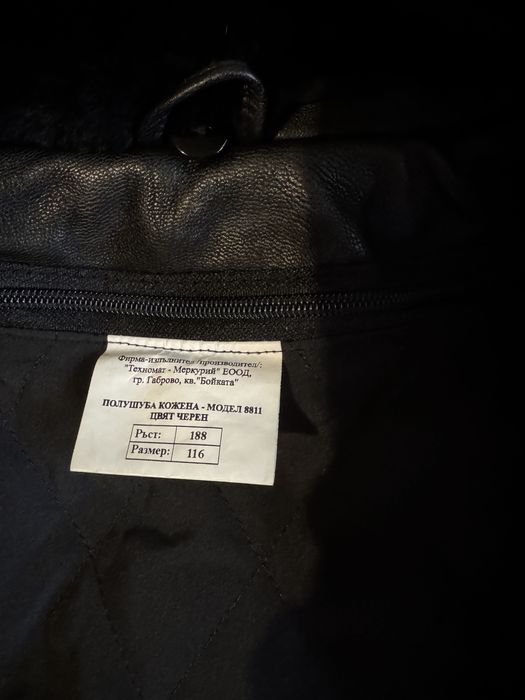 Фирма-изпълнител /производител/:
"Техномат - Меркурий" ЕООД,
гр. Габрово, кв."Бойката"
ПОЛУШУБА КОЖЕНА - МОДЕЛ 8811
ЦВЯТ ЧЕРЕН
Ръст: 188
Размер: 116